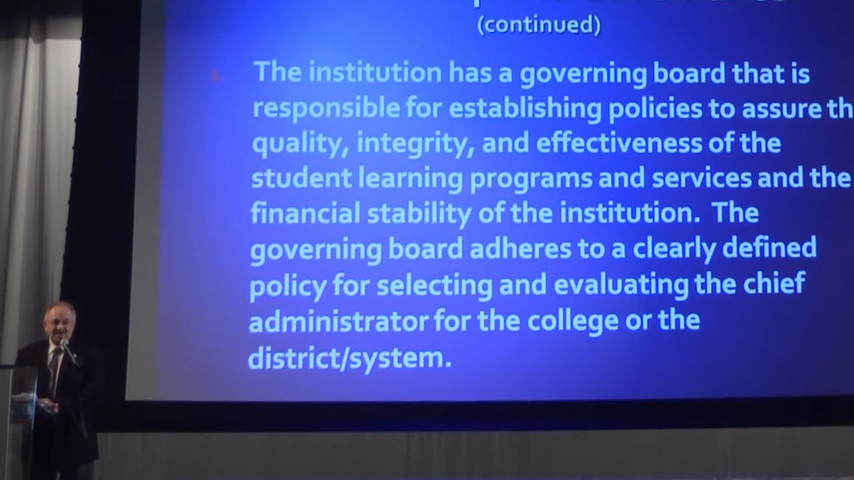 (continued)
The institution has a governing board that is
responsible for establishing policies to assure th
quality, integrity, and effectiveness of the
student learning programs and services and the
financial stability of the institution. The
governing board adheres to a clearly defined
policy for selecting and evaluating the chief
administrator for the college or the
district/system.